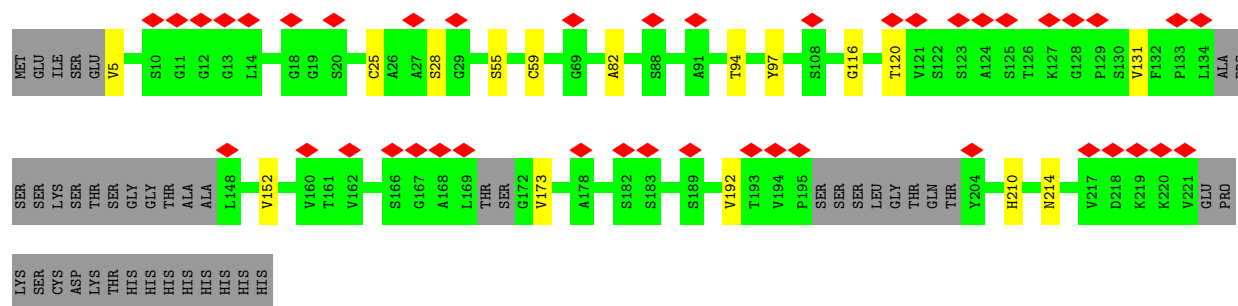 MET GLU ILE SER GLU V5 S10 G11 G12 G13 L14 G18 G19 S20 C25 A26 A27 S28 G29 S55 C59 G69 A82 S88 A91 T94 Y97 S108 G116 T120 V121 S122 S123 A124 S125 T126 K127 G128 P129 S130 V131 F132 P133 L134 ALA PRO
SER SER LYS SER THR SER GLY GLY THR ALA ALA L148 V152 V160 T161 V162 S166 G167 A168 L169 THR SER G172 V173 A178 S182 S183 S189 V192 T193 V194 P195 SER SER SER LEU GLY THR GLN THR Y204 H210 N214 V217 D218 K219 K220 V221 GLU PRO
LYS SER CYS ASP LYS THR HIS HIS HIS HIS HIS HIS HIS HIS